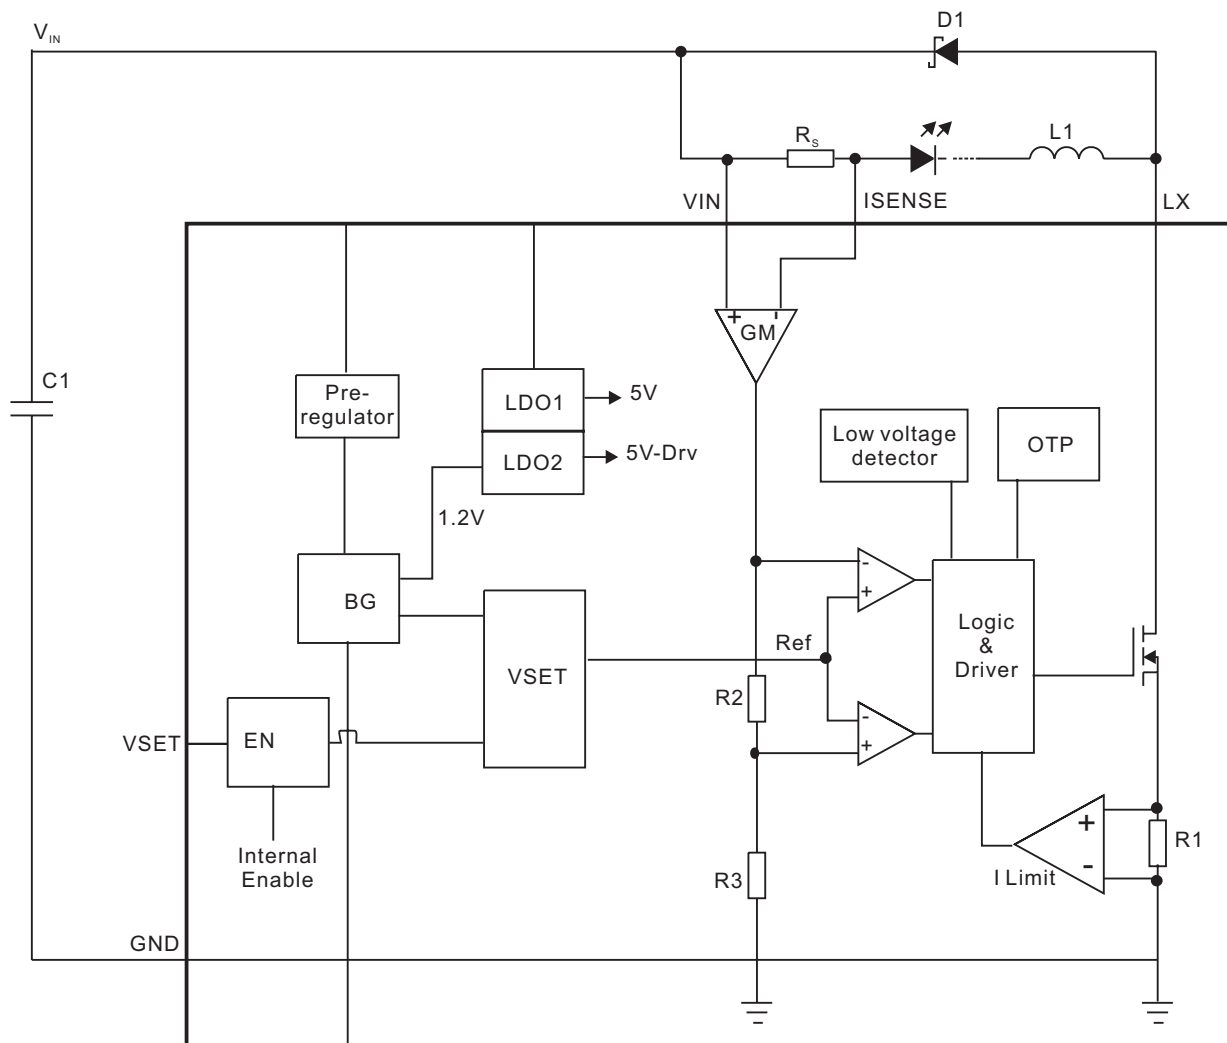 D1
V IN
L1
Rs
VIN
ISENSE
LX
+
-
GM
C1
Pre-
regulator
LDO1
5V
LDO2
5V-Drv
Low voltage
detector
OTP
1.2V
-
+
BG
Logic
&
Driver
Ref
VSET
R2
VSET
EN
-
+
+
-
R1
I Limit
Internal
Enable
R3
GND